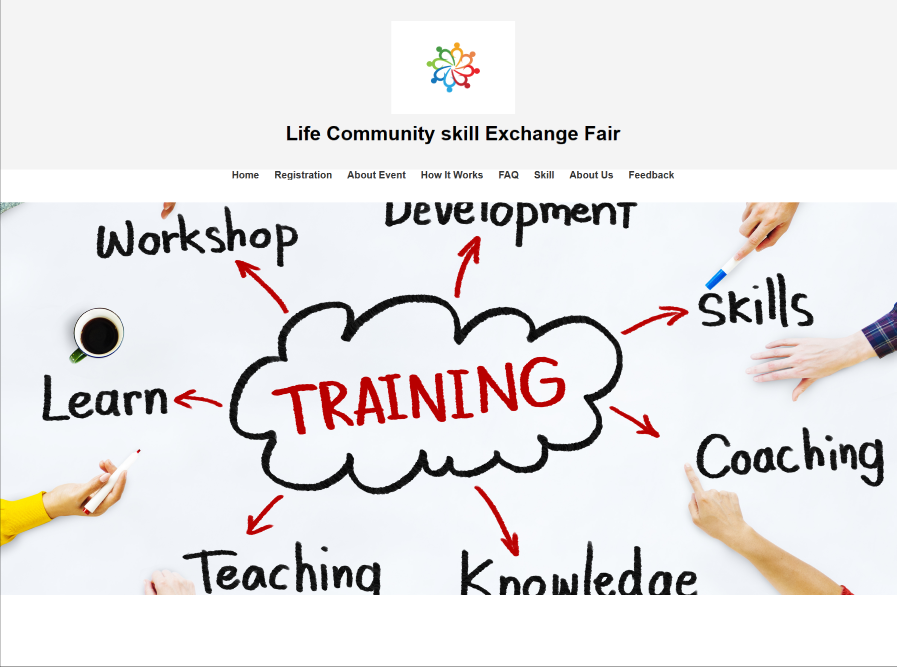 Life Community skill Exchange Fair
Home Registration About Event How It Works FAQ Skill About Us Feedback
Development
Workshop
Skills
TRAINING
Learn
Coaching
Teaching
Knowledge